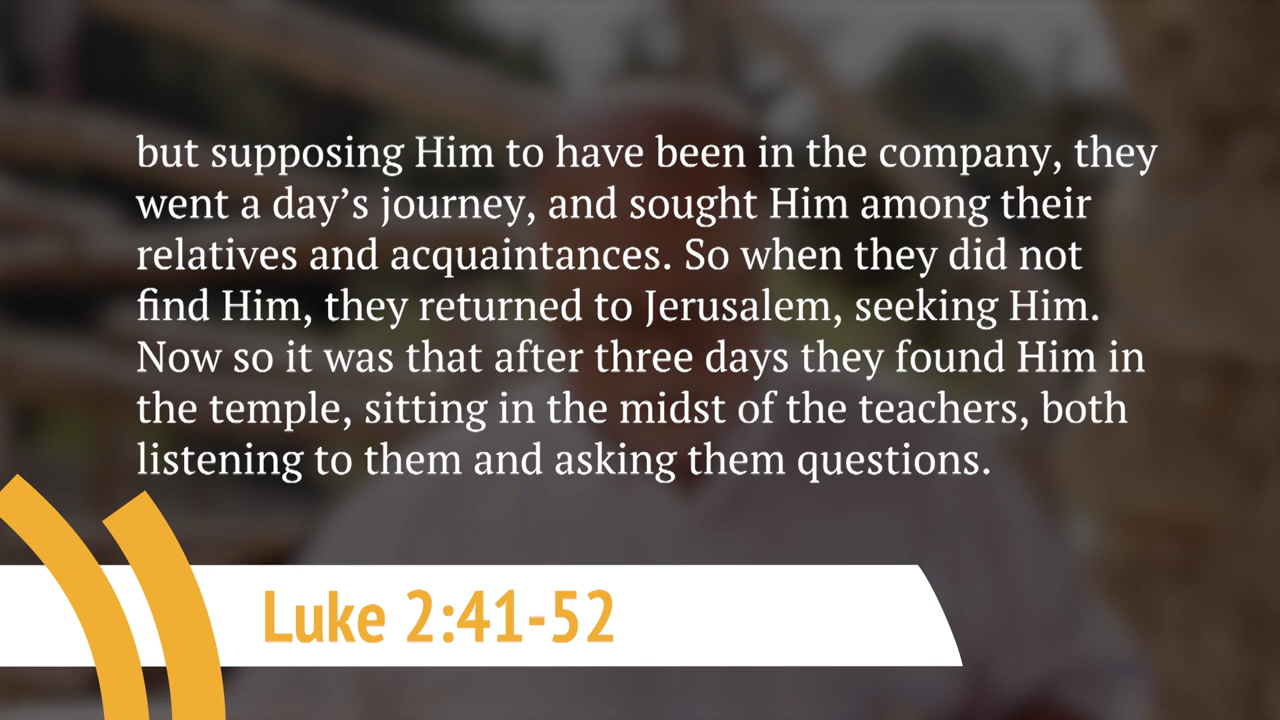 but supposing Him to have been in the company, they
went a day’s journey, and sought Him among their
relatives and acquaintances. So when they did not
find Him, they returned to Jerusalem, seeking Him.
Now so it was that after three days they found Him in
the temple, sitting in the midst of the teachers, both
listening to them and asking them questions.
Luke 2:41-52